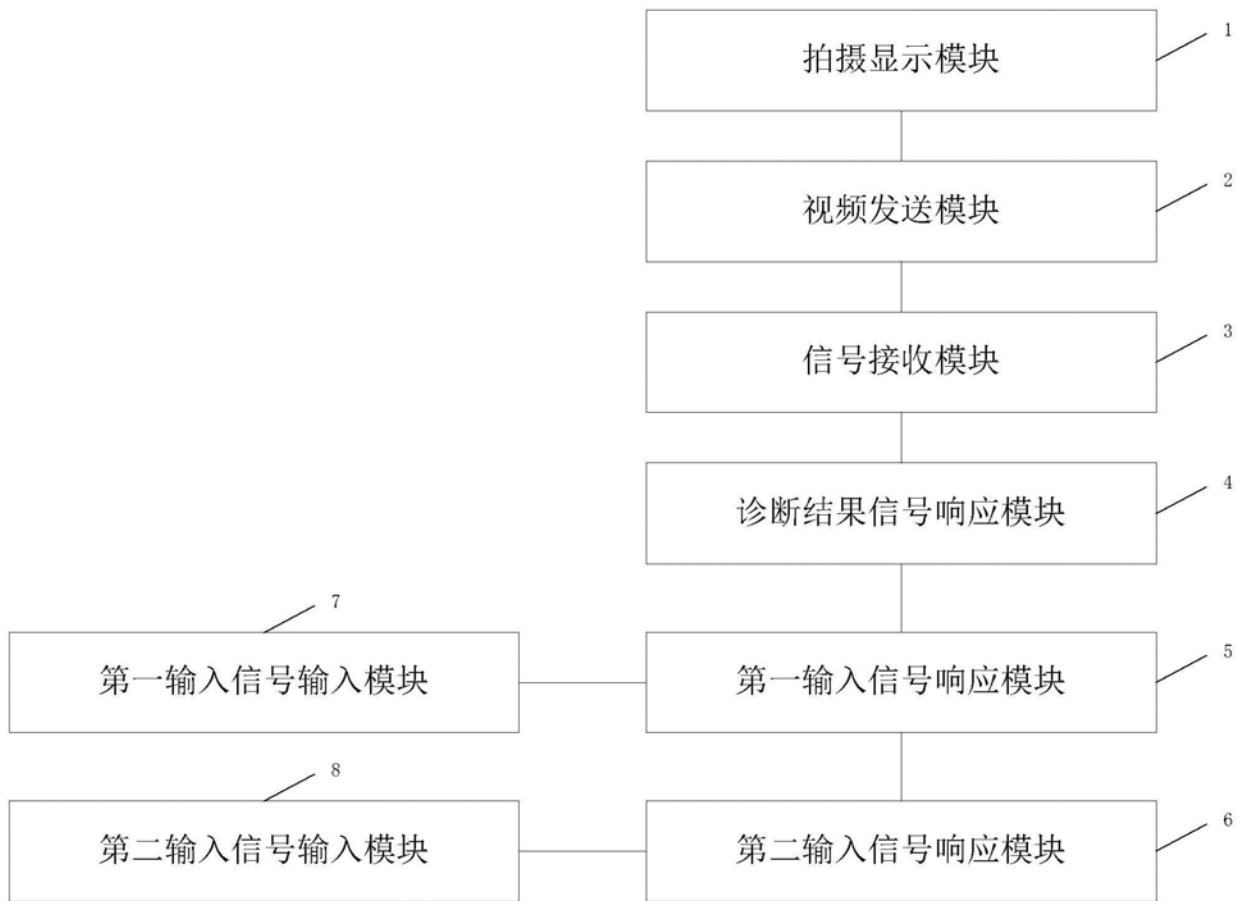 1
拍摄显示模块
2
视频发送模块
3
信号接收模块
4
诊断结果信号响应模块
7
第一输入信号输入模块
5
第一输入信号响应模块
8
第二输入信号输入模块
6
第二输入信号响应模块